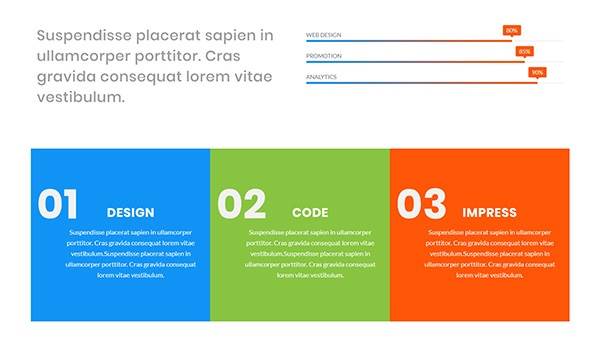 Suspendisse placerat sapien in
ullamcorper porttitor. Cras
gravida consequat lorem vitae
vestibulum.
80%
WEB DESIGN
85%
PROMOTION
90%
ANALYTICS
01 DESIGN
Suspendisse placerat sapien in ullamcorper
porttitor. Cras gravida consequat lorem vitae
vestibulum.Suspendisse placerat sapien in
ullamcorper porttitor. Cras gravida consequat
lorem vitae vestibulum.
02 CODE
Suspendisse placerat sapien in ullamcorper
porttitor. Cras gravida consequat lorem vitae
vestibulum.Suspendisse placerat sapien in
ullamcorper porttitor. Cras gravida consequat
lorem vitae vestibulum.
03 IMPRESS
Suspendisse placerat sapien in ullamcorper
porttitor. Cras gravida consequat lorem vitae
vestibulum.Suspendisse placerat sapien in
ullamcorper porttitor. Cras gravida consequat
lorem vitae vestibulum.